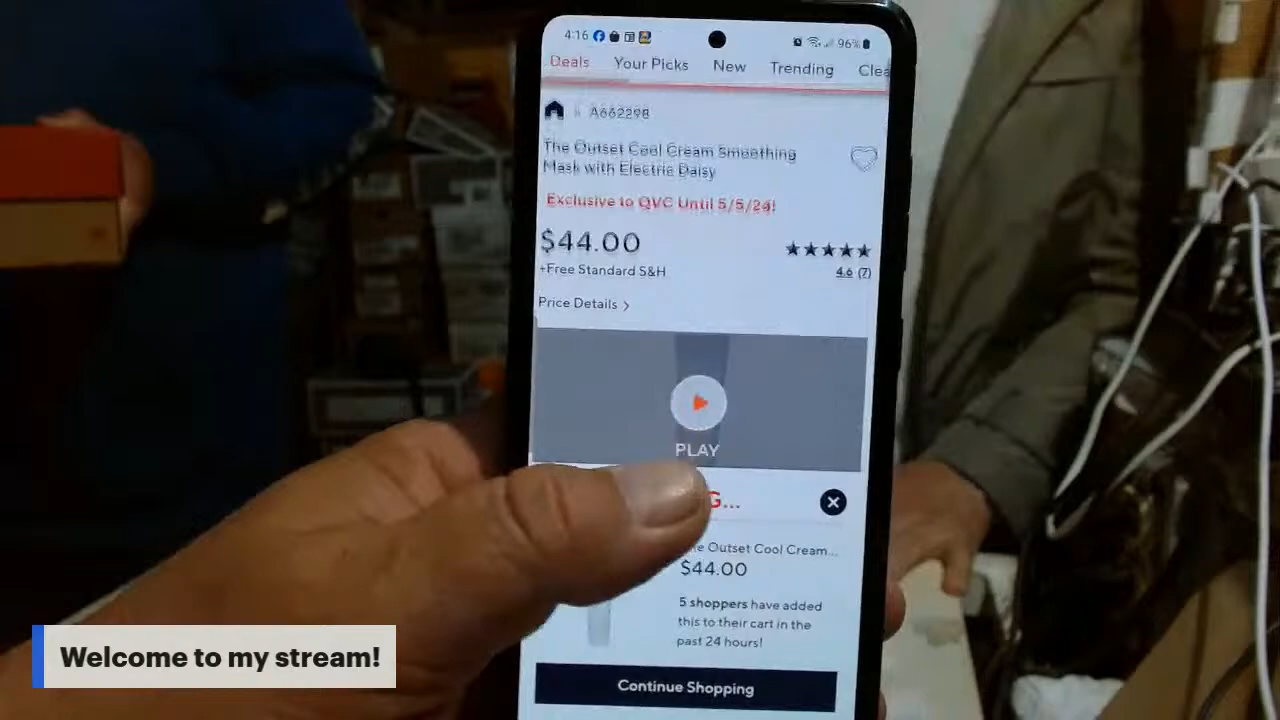 4:16
96%
Deals Your Picks New Trending Clea
A662298
The Outset Cool Cream Smoothing
Mask with Electric Daisy
Exclusive to QVC Until 5/5/24!
$44.00
4.6 (7)
+Free Standard S&H
Price Details >
PLAY
G...
e Outset Cool Cream...
$44.00
5 shoppers have added
this to their cart in the
past 24 hours!
Continue Shopping
Welcome to my stream!